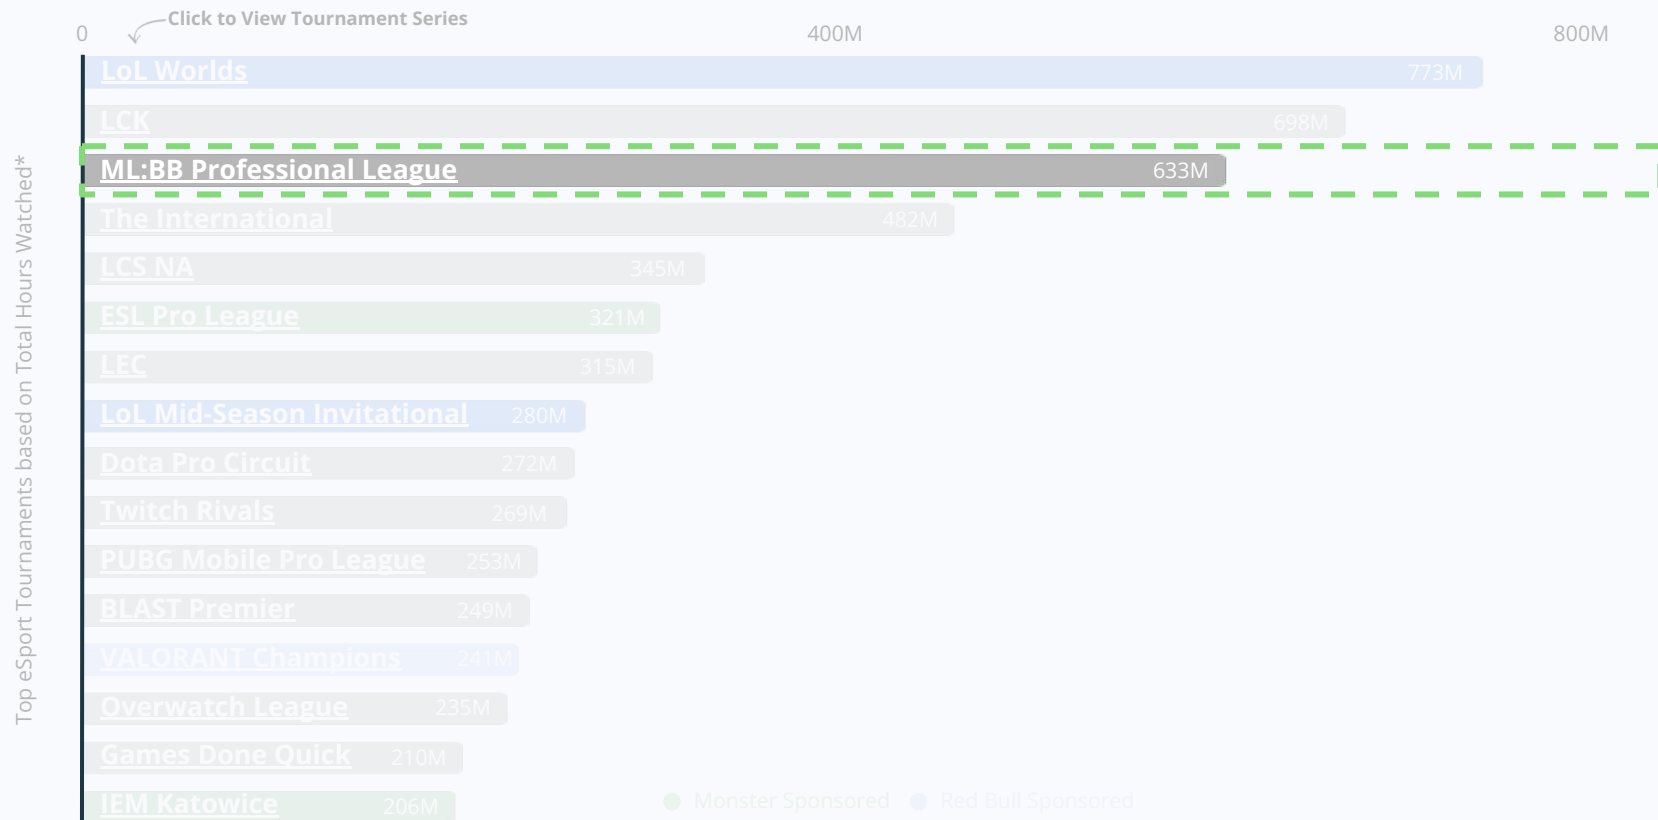 Click to View Tournament Series
0 400M 800M
LoL Worlds 773M
LCK 698M
ML:BB Professional League 633M
The International 482M
LCS NA 345M
ESL Pro League 321M
LEC 315M
LoL Mid-Season Invitational 280M
Dota Pro Circuit 272M
Twitch Rivals 269M
PUBG Mobile Pro League 253M
BLAST Premier 249M
VALORANT Champions 241M
Overwatch League 235M
Games Done Quick 210M
IEM Katowice 206M
Monster Sponsored Red Bull Sponsored
Top eSport Tournaments based on Total Hours Watched*